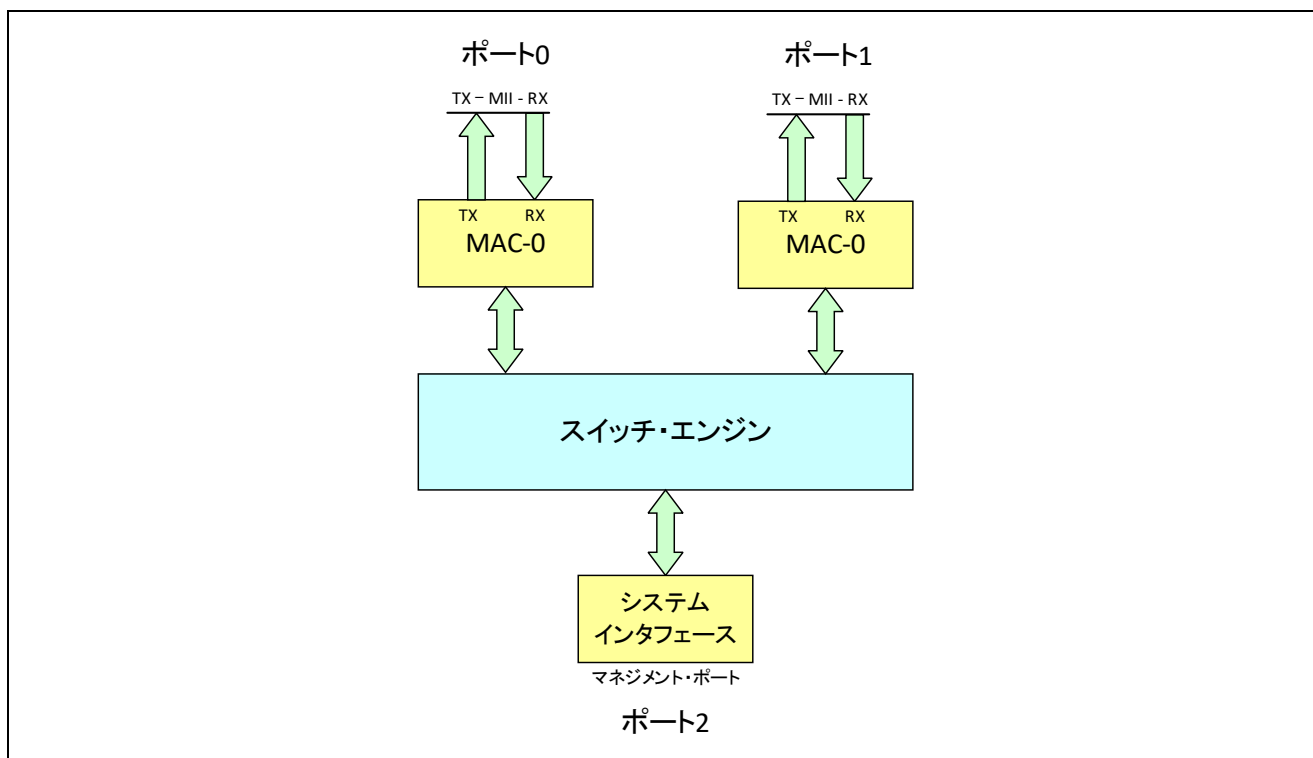 ポート0
ポート1
TX – MII - RX
TX – MII - RX
TX RX
MAC-0
TX RX
MAC-0
スイッチ・エンジン
システム
インタフェース
マネジメント・ポート
ポート2